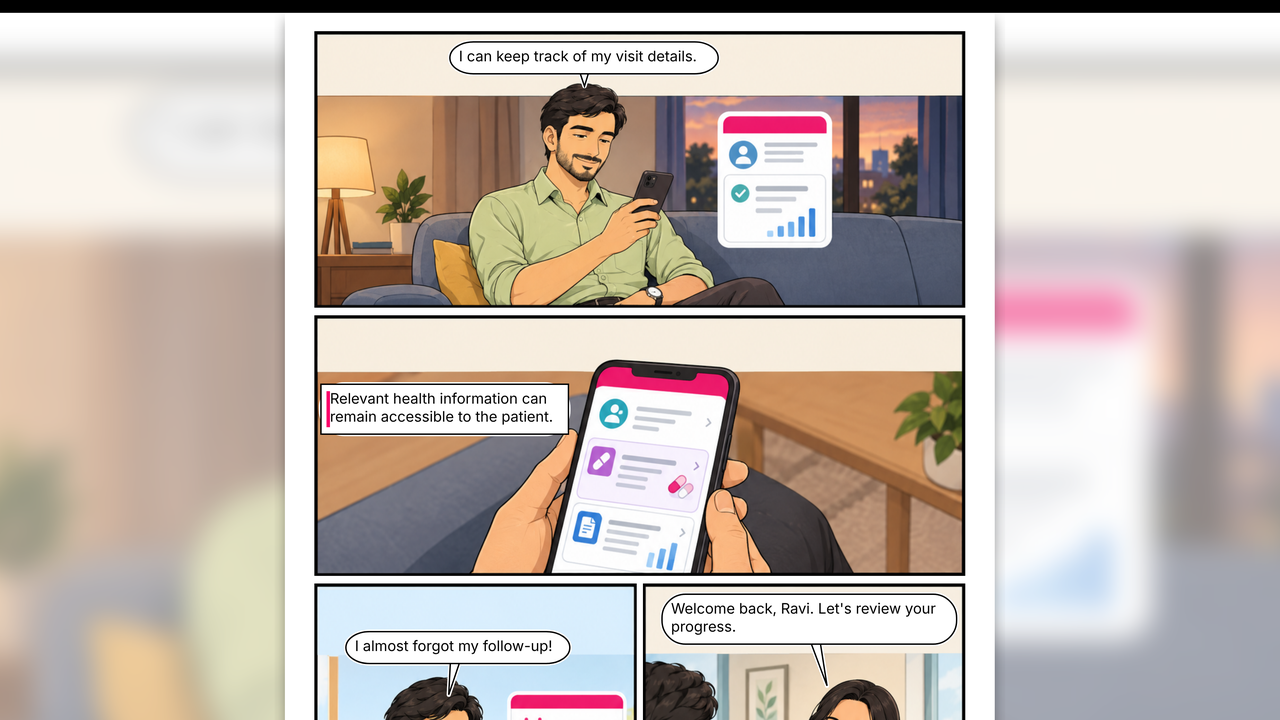 I can keep track of my visit details.
Relevant health information can
remain accessible to the patient.
I almost forgot my follow-up!
Welcome back, Ravi. Let's review your
progress.